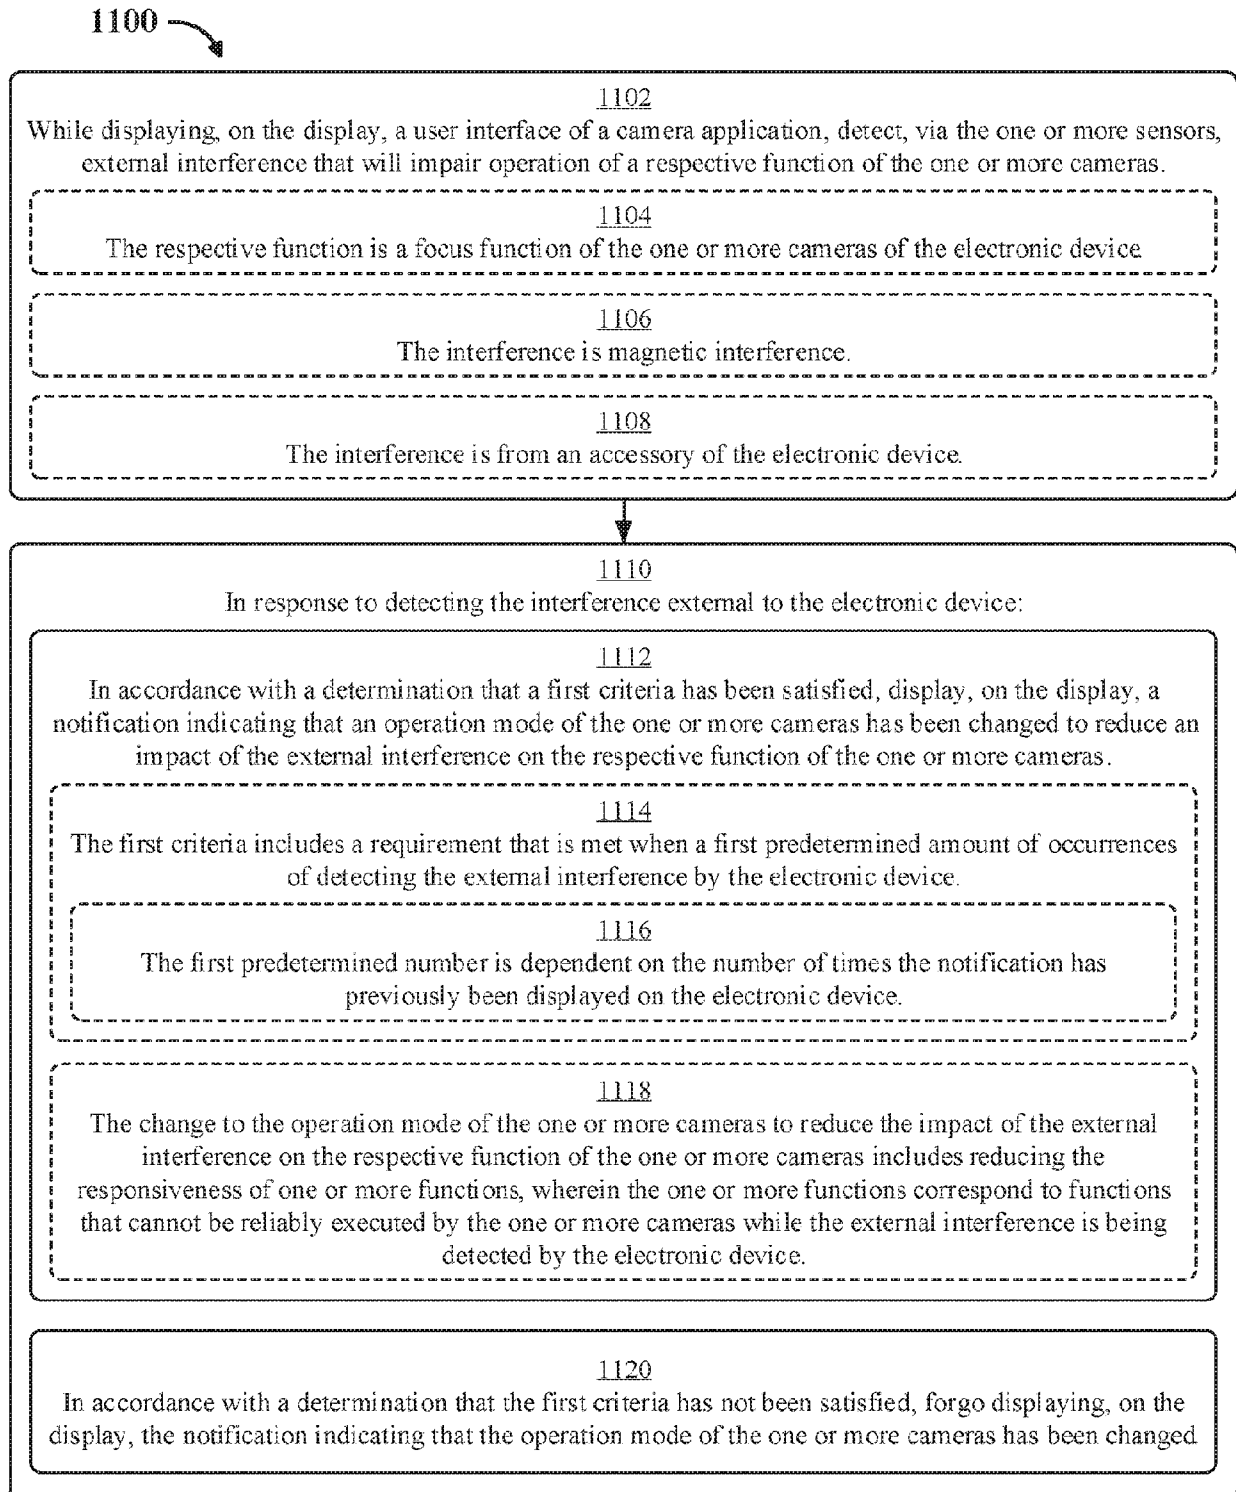 1100
1102
While displaying, on the display, a user interface of a camera application, detect, via the one or more sensors,
external interference that will impair operation of a respective function of the one or more cameras.
1104
The respective function is a focus function of the one or more cameras of the electronic device
1106
The interference is magnetic interference.
1108
The interference is from an accessory of the electronic device.
1110
In response to detecting the interference external to the electronic device:
1112
In accordance with a determination that a first criteria has been satisfied, display, on the display, a
notification indicating that an operation mode of the one or more cameras has been changed to reduce an
impact of the external interference on the respective function of the one or more cameras.
1114
The first criteria includes a requirement that is met when a first predetermined amount of occurrences
of detecting the external interference by the electronic device.
1116
The first predetermined number is dependent on the number of times the notification has
previously been displayed on the electronic device.
1118
The change to the operation mode of the one or more cameras to reduce the impact of the external
interference on the respective function of the one or more cameras includes reducing the
responsiveness of one or more functions, wherein the one or more functions correspond to functions
that cannot be reliably executed by the one or more cameras while the external interference is being
detected by the electronic device.
1120
In accordance with a determination that the first criteria has not been satisfied, forgo displaying, on the
display, the notification indicating that the operation mode of the one or more cameras has been changed